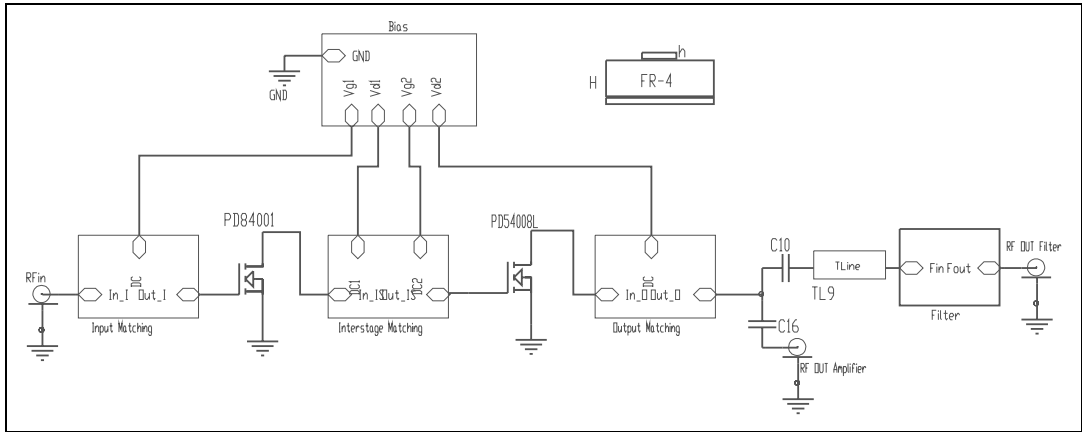 Bias
GND
GND
Vg1
Vd1
Vg2
Vd2
h
H
FR-4
PD84001
PD54008L
RFin
DC
In_I
Out_I
Input Matching
DC1
In_IS
Out_IS
DC2
Interstage Matching
In_O
Out_O
Output Matching
C10
TLine
TL9
Fin
Fout
Filter
RF OUT Filter
C16
RF OUT Amplifier